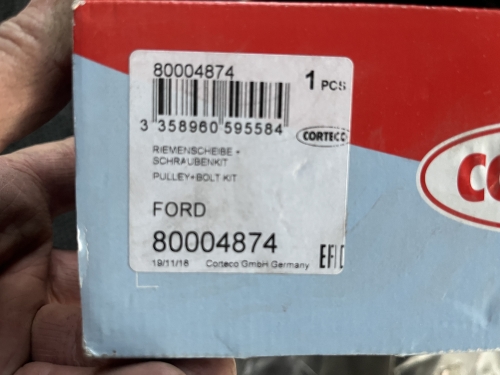 80004874
1 PCS
3 358960 595584
CORTECO
RIEMENSCHEIBE +
SCHRAUBENKIT
PULLEY+BOLT KIT
FORD
80004874
19/11/18 Corteco GmbH Germany